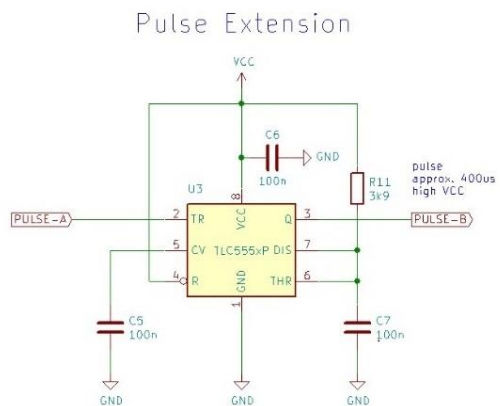 Pulse Extension
VCC
C6
100n
GND
R11
3k9
pulse
approx. 400us
high VCC
U3
8
PULSE-A
2
TR
VCC
Q
3
PULSE-B
5
CV
TLC555xP
DIS
7
4
R
GND
THR
6
1
C5
100n
C7
100n
GND
GND
GND